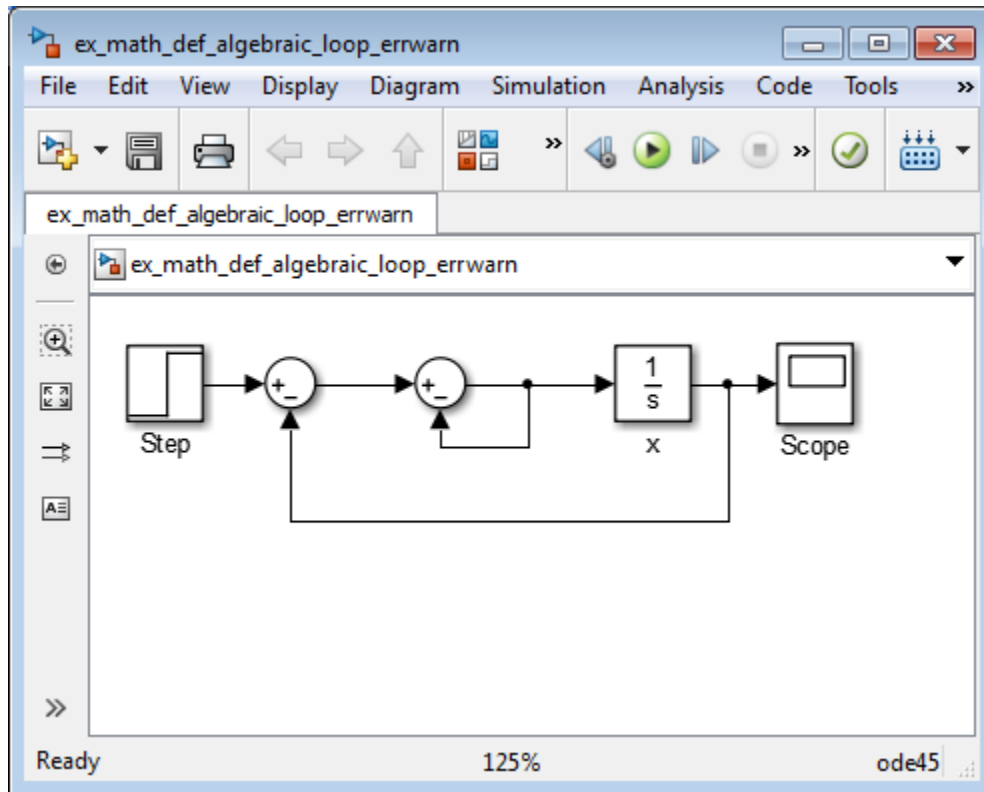 ex_math_def_algebraic_loop_errwarn
File Edit View Display Diagram Simulation Analysis Code Tools »
» »
ex_math_def_algebraic_loop_errwarn
ex_math_def_algebraic_loop_errwarn
+ − + − 1
s
Step x Scope
A
»
Ready 125% ode45